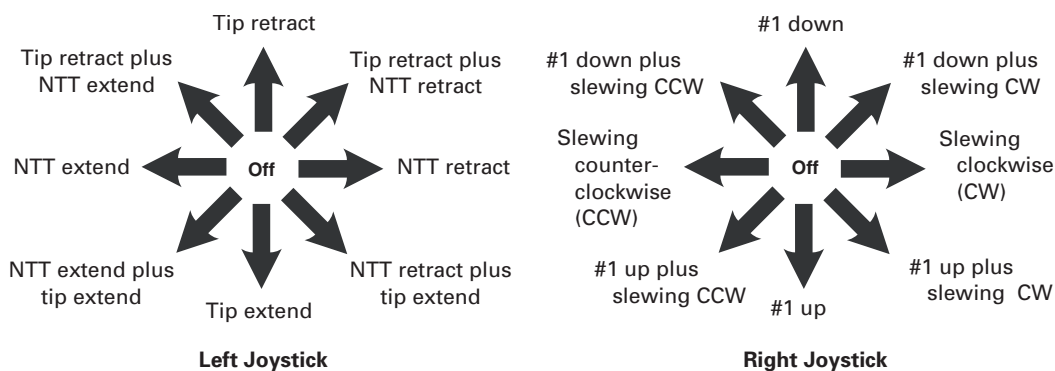 Tip retract
Tip retract plus
NTT extend
Tip retract plus
NTT retract
NTT extend
Off
NTT retract
NTT extend plus
tip extend
NTT retract plus
tip extend
Tip extend
Left Joystick
#1 down
#1 down plus
slewing CCW
#1 down plus
slewing CW
Slewing
counter-
clockwise
(CCW)
Off
Slewing
clockwise
(CW)
#1 up plus
slewing CCW
#1 up plus
slewing CW
#1 up
Right Joystick